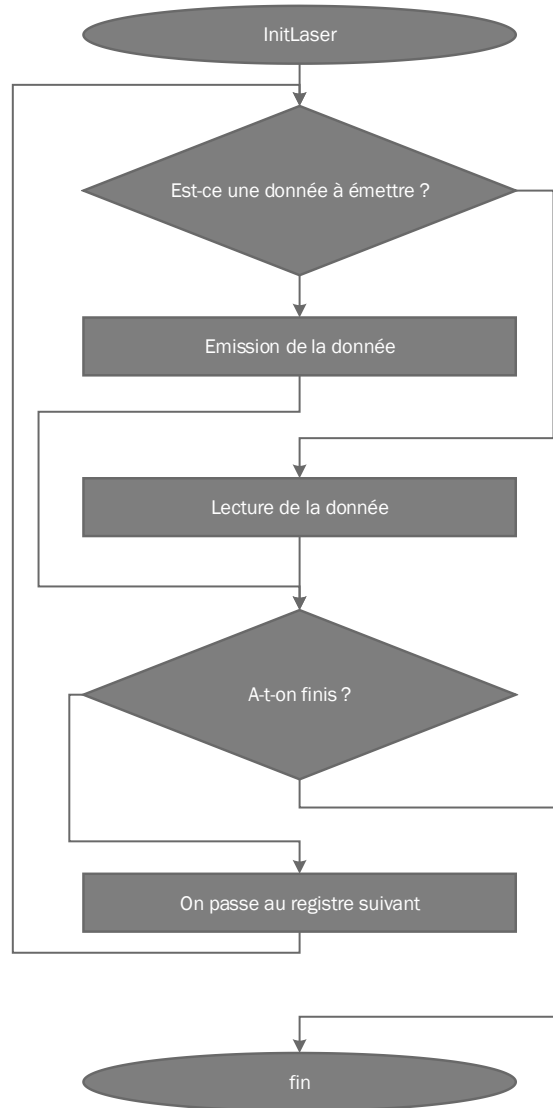 InitLaser
Est-ce une donnée à émettre ?
Emission de la donnée
Lecture de la donnée
A-t-on finis ?
On passe au registre suivant
fin